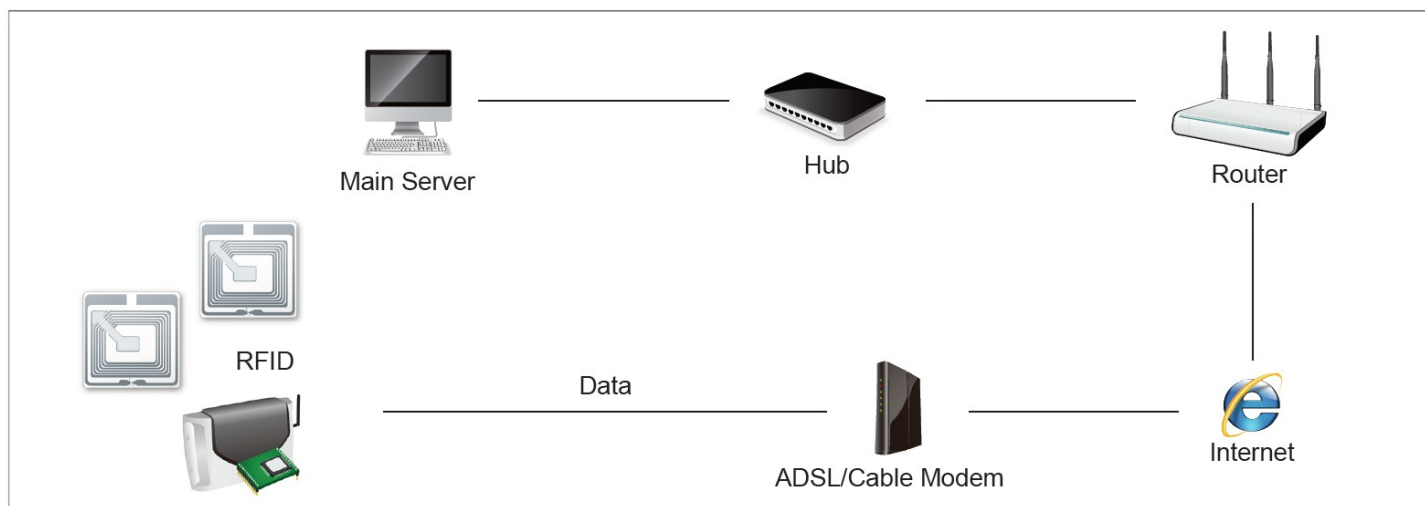 Main Server
Hub
Router
RFID
Data
ADSL/Cable Modem
Internet